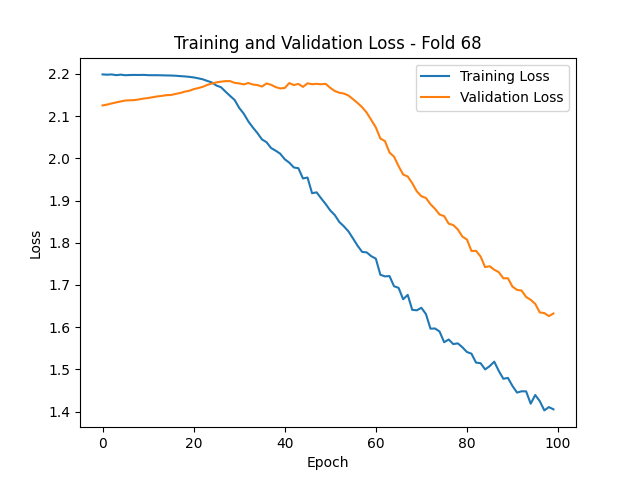 Training and Validation Loss - Fold 68
Training Loss
Validation Loss
2.2
2.1
2.0
1.9
1.8
1.7
1.6
1.5
1.4
Loss
0 20 40 60 80 100
Epoch